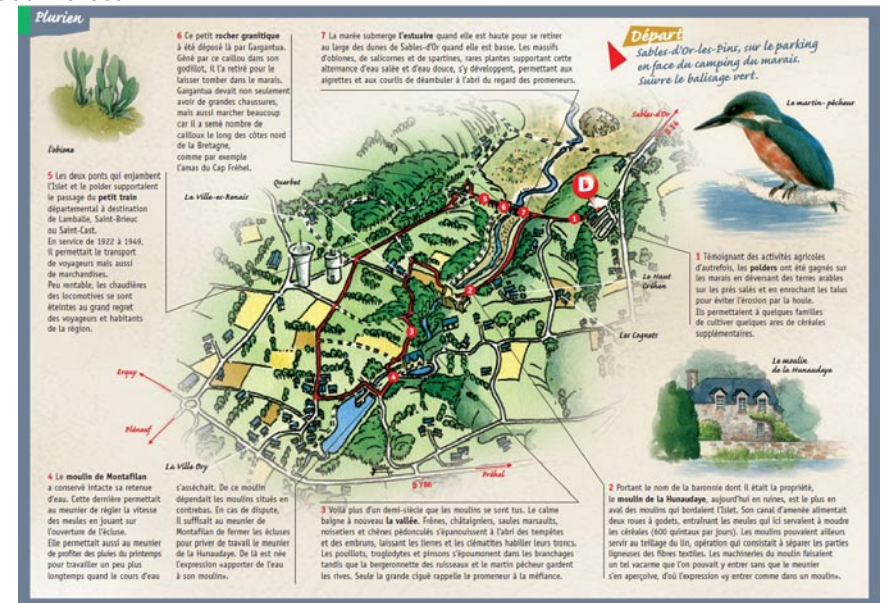 Plurien
6 Ce petit rocher granitique
à été déposé là par Gargantua.
Gêné par ce caillou dans son
godillot, il l'a retiré pour le
laisser tomber dans le marais.
Gargantua devait non seulement
avoir de grandes chaussures,
mais aussi marcher beaucoup
car il a semé nombre de
cailloux le long des côtes nord
de la Bretagne,
comme par exemple
l'amas du Cap Fréhel.
7 La marée submerge l'estuaire quand elle est haute pour se retirer
au large des dunes de Sables-d'Or quand elle est basse. Les massifs
d'obiones, de salicornes et de spartines, rares plantes supportant cette
alternance d'eau salée et d'eau douce, s'y développent, permettant aux
aigrettes et aux courlis de déambuler à l'abri du regard des promeneurs.
Départ
Sables-d'Or-les-Pins, sur le parking
en face du camping du marais.
Suivre le balisage vert.
Le martin-pêcheur
l'obione
Sables-d'Or
D 34
5 Les deux ponts qui enjambent
l'Islet et le polder supportaient
le passage du petit train
départemental à destination
de Lamballe, Saint-Brieuc
ou Saint-Cast.
En service de 1922 à 1949,
il permettait le transport
de voyageurs mais aussi
de marchandises.
Peu rentable, les chaudières
des locomotives se sont
éteintes au grand regret
des voyageurs et habitants
de la région.
Querbet
La Ville-es-Renais
D
5
6
7
1
2
3
4
Le Haut
Les Cognets
1 Témoignant des activités agricoles
d'autrefois, les polders ont été gagnés sur
les marais en déversant des terres arables
sur les prés salés et en enrochant les talus
pour éviter l'érosion par la houle.
Ils permettaient à quelques familles
de cultiver quelques ares de céréales
supplémentaires.
Le moulin
de la Hunaudaye
Erquy
Pléneuf
La Ville Ory
D 786
Fréhel
4 Le moulin de Montafilan
a conservé intacte sa retenue
d'eau. Cette dernière permettait
au meunier de régler la vitesse
des meules en jouant sur
l'ouverture de l'écluse.
Elle permettait aussi au meunier
de profiter des pluies du printemps
pour travailler un peu plus
longtemps quand le cours d'eau
s'asséchait. De ce moulin
dépendait les moulins situés en
contrebas. En cas de dispute,
il suffisait au meunier de
Montafilan de fermer les écluses
pour priver de travail le meunier
de la Hunaudaye. De là est née
l'expression «apporter de l'eau
à son moulin».
3 Voilà plus d'un demi-siècle que les moulins se sont tus. Le calme
baigne à nouveau la vallée. Frênes, châtaigniers, saules marsaults,
noisetiers et chênes pédonculés s'épanouissent à l'abri des tempêtes
et des embruns, laissant les lierres et les clématites habiller leurs troncs.
Les pouillots, troglodytes et pinsons s'époumonent dans les branchages
tandis que la bergeronnette des ruisseaux et le martin pêcheur gardent
les rives. Seule la grande ciguë rappelle le promeneur à la méfiance.
2 Portant le nom de la baronnie dont il était la propriété,
le moulin de la Hunaudaye, aujourd'hui en ruines, est le plus en
aval des moulins qui bordaient l'Islet. Son canal d'amenée alimentait
deux roues à godets, entraînant les meules qui ici servaient à moudre
les céréales (600 quintaux par jours). Les moulins pouvaient ailleurs
servir au teillage du lin, opération qui consistait à séparer les parties
ligneuses des fibres textiles. Les machineries du moulin faisaient
un tel vacarme que l'on pouvait y entrer sans que le meunier
s'en aperçoive, d'où l'expression «y entrer comme dans un moulin».